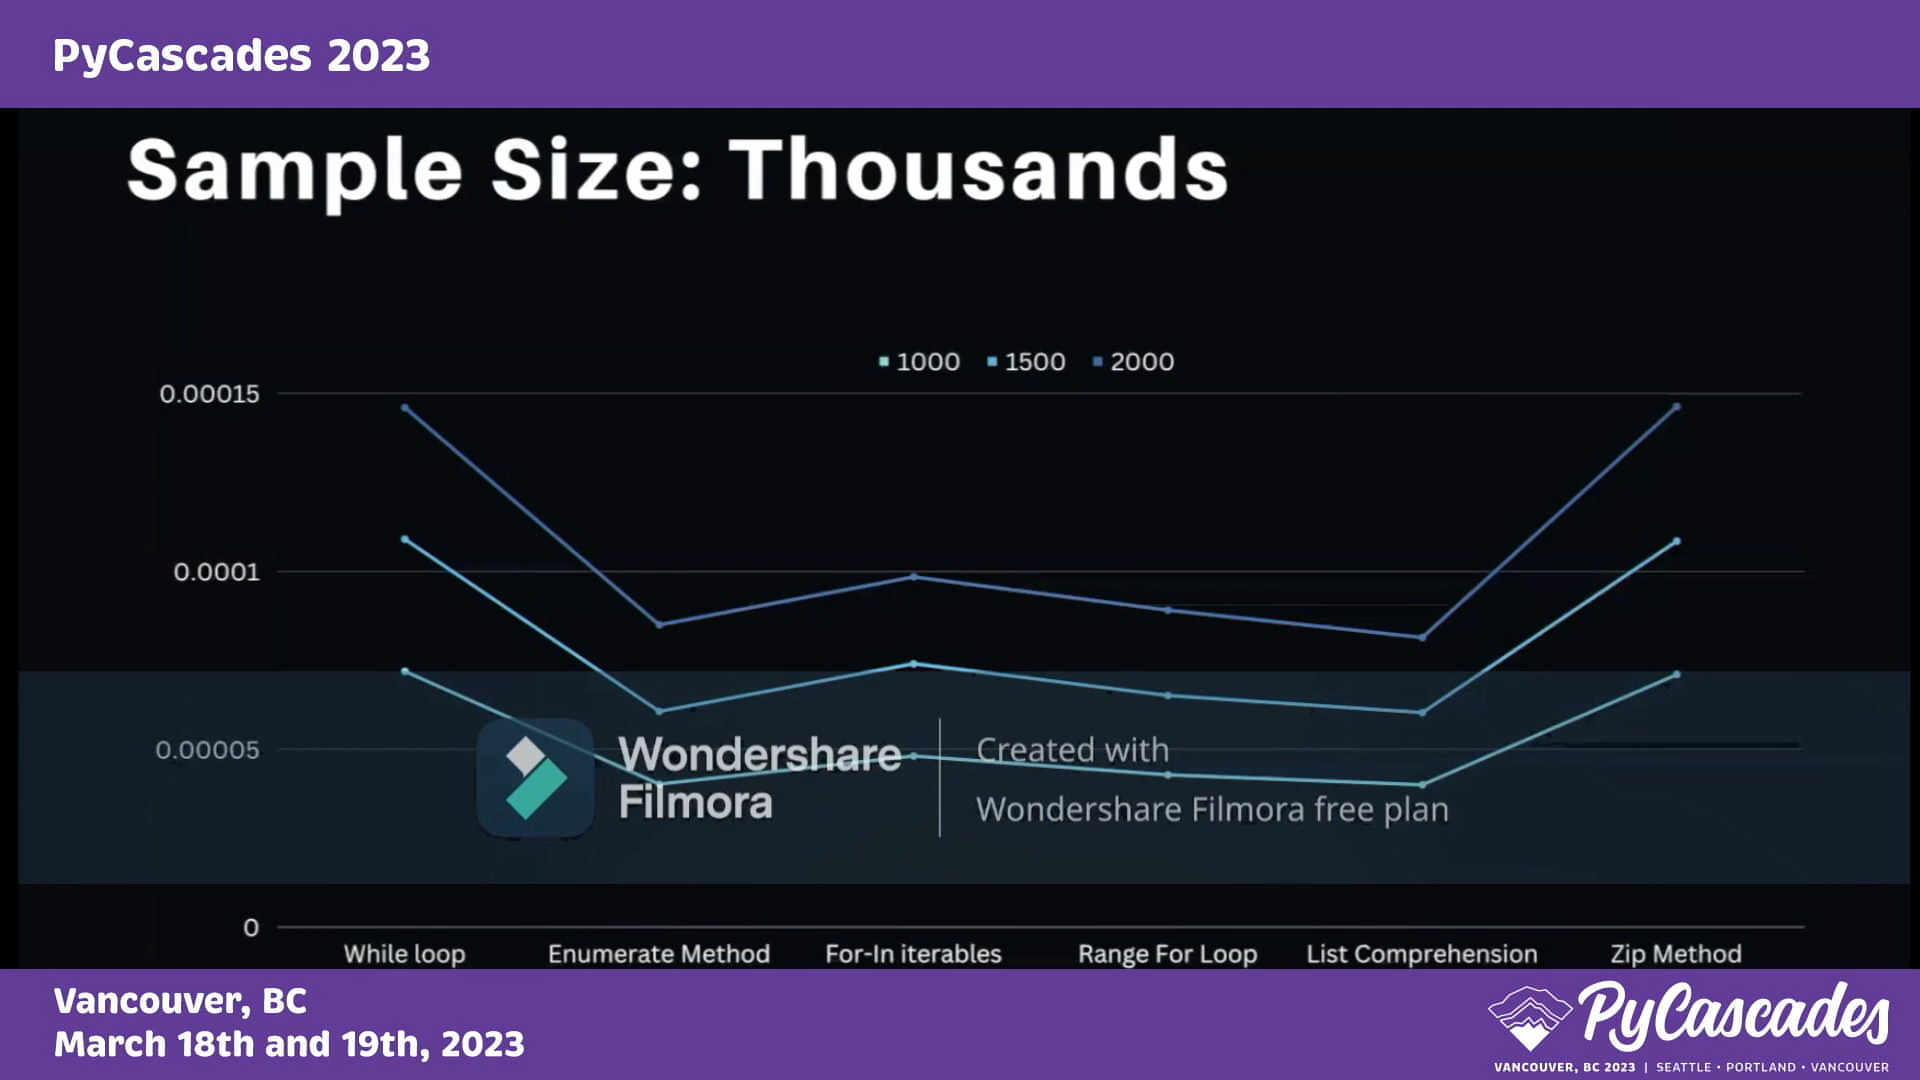 PyCascades 2023
Sample Size: Thousands
1000 1500 2000
0.00015
0.0001
0.00005
0
Wondershare
Filmora
Created with
Wondershare Filmora free plan
While loop Enumerate Method For-In iterables Range For Loop List Comprehension Zip Method
Vancouver, BC
March 18th and 19th, 2023
PyCascades
VANCOUVER, BC 2023 | SEATTLE • PORTLAND • VANCOUVER